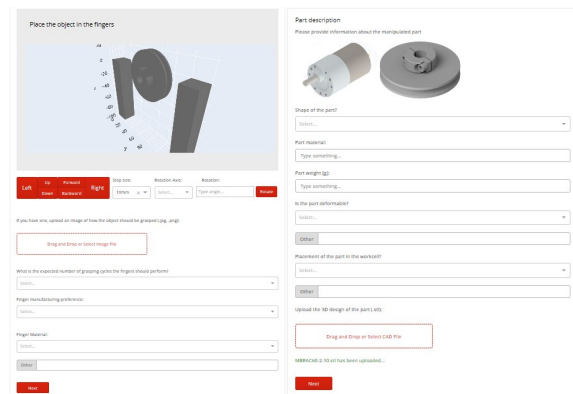 Place the object in the fingers
0
-20
-40
Left
Up
Down
Forward
Backward
Right
Step size:
10mm
Rotation Axis:
Select...
Rotation:
Type angle...
Rotate
If you have one, upload an image of how the object should be grasped (.jpg, .png):
Drag and Drop or Select Image File
What is the expected number of grasping cycles the fingers should perform?
Select...
Finger manufacturing preference:
Select...
Finger Material:
Select...
Other
Next
Part description
Please provide information about the manipulated part
Shape of the part?
Select...
Part material:
Type something...
Part weight [g]:
Type something...
Is the part deformable?
Select...
Other
Placement of the part in the workcell?
Select...
Other
Upload the 3D design of the part (.stl):
Drag and Drop or Select CAD File
Next